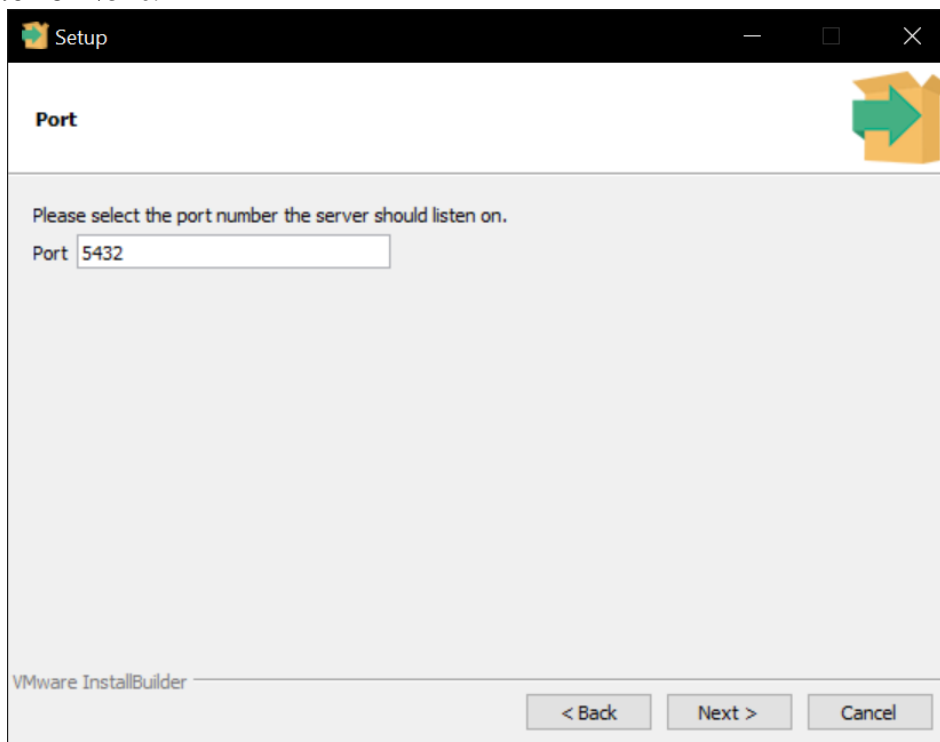 Setup
Port
Please select the port number the server should listen on.
Port 5432
VMware InstallBuilder
< Back Next > Cancel